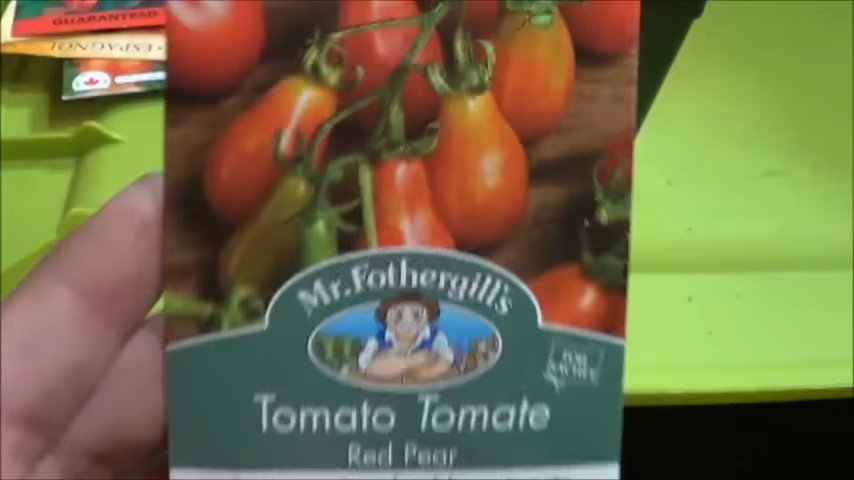 GUARANTEED
ESPAGNOL
Mr.Fothergill's
Tomato Tomate
Red Pear